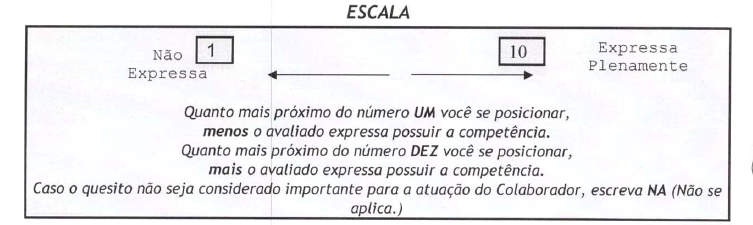 ESCALA
Não 1 10 Expressa
Expressa Plenamente
Quanto mais próximo do número UM você se posicionar,
menos o avaliado expressa possuir a competência.
Quanto mais próximo do número DEZ você se posicionar,
mais o avaliado expressa possuir a competência.
Caso o quesito não seja considerado importante para a atuação do Colaborador, escreva NA (Não se
aplica.)